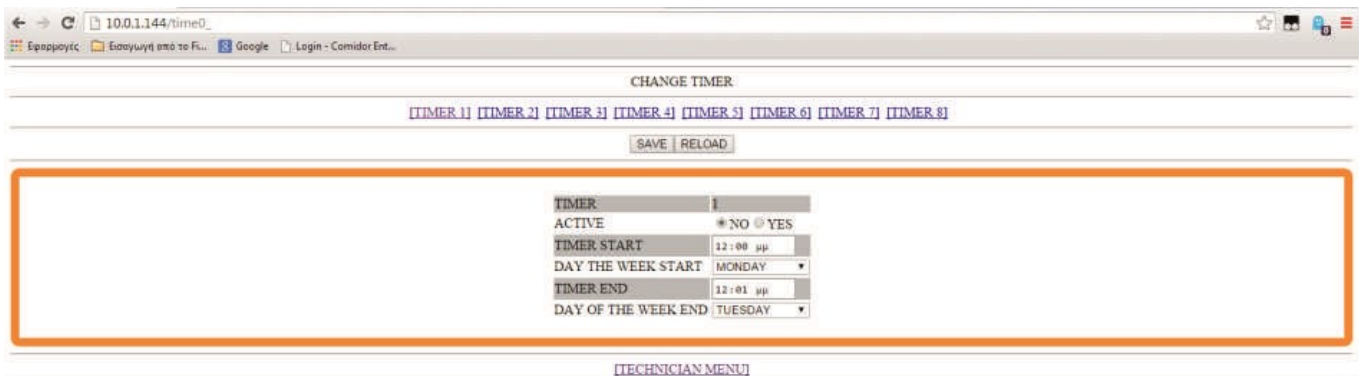 10.0.1.144/time0_
Εφαρμογές Εισαγωγή από το Fi... Google Login - Comidor Ent...
CHANGE TIMER
[TIMER 1] [TIMER 2] [TIMER 3] [TIMER 4] [TIMER 5] [TIMER 6] [TIMER 7] [TIMER 8]
SAVE RELOAD
TIMER 1
ACTIVE NO YES
TIMER START 12:00 μμ
DAY THE WEEK START MONDAY
TIMER END 12:01 μμ
DAY OF THE WEEK END TUESDAY
[TECHNICIAN MENU]